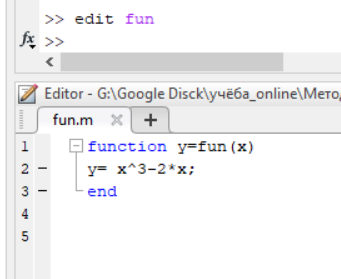 >> edit fun
fx >>
Editor - G:\Google Disck\учёба_online\Мето
fun.m
1 function y=fun(x)
2 – y= x^3-2*x;
3 – end
4
5